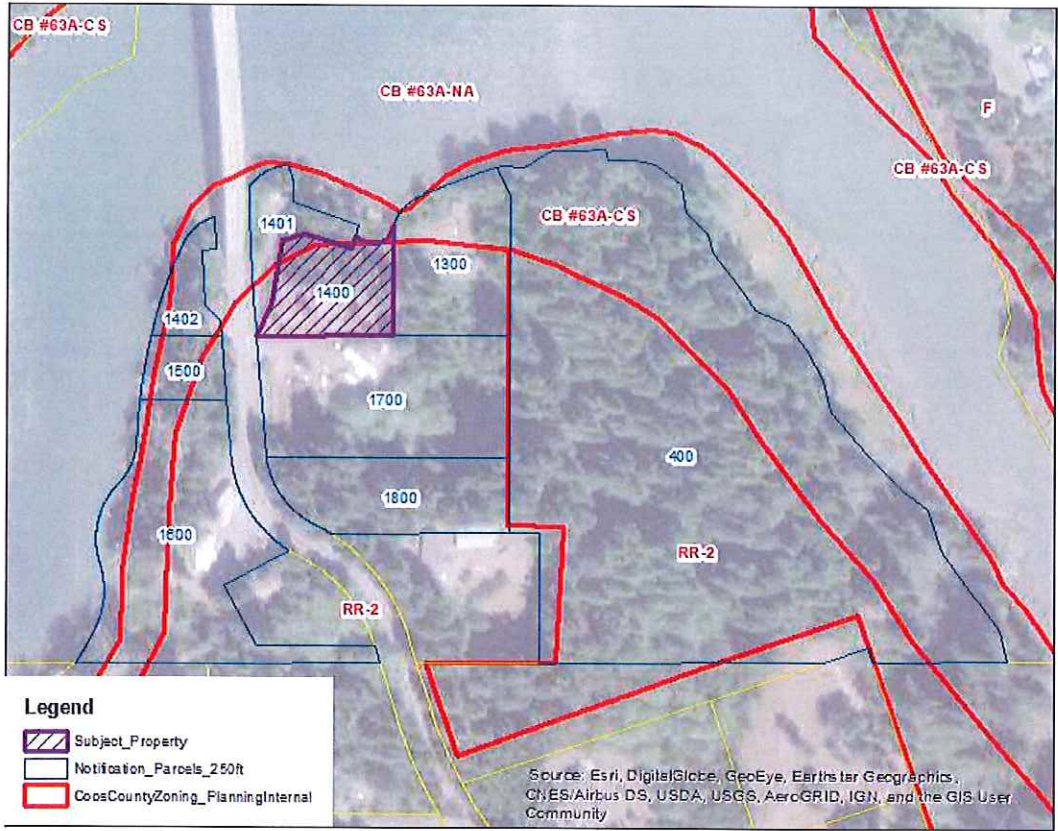 CB #63A-CS
CB #63A-NA
F
CB #63A-CS
CB #63A-CS
1401
1300
1400
1402
1500
1700
400
1800
1600
RR-2
RR-2
Legend
Subject_Property
Notification_Parcels_250ft
CoosCountyZoning_PlanningInternal
Source: Esri, DigitalGlobe, GeoEye, Earthstar Geographics,
CNES/Airbus DS, USDA, USGS, AeroGRID, IGN, and the GIS User
Community